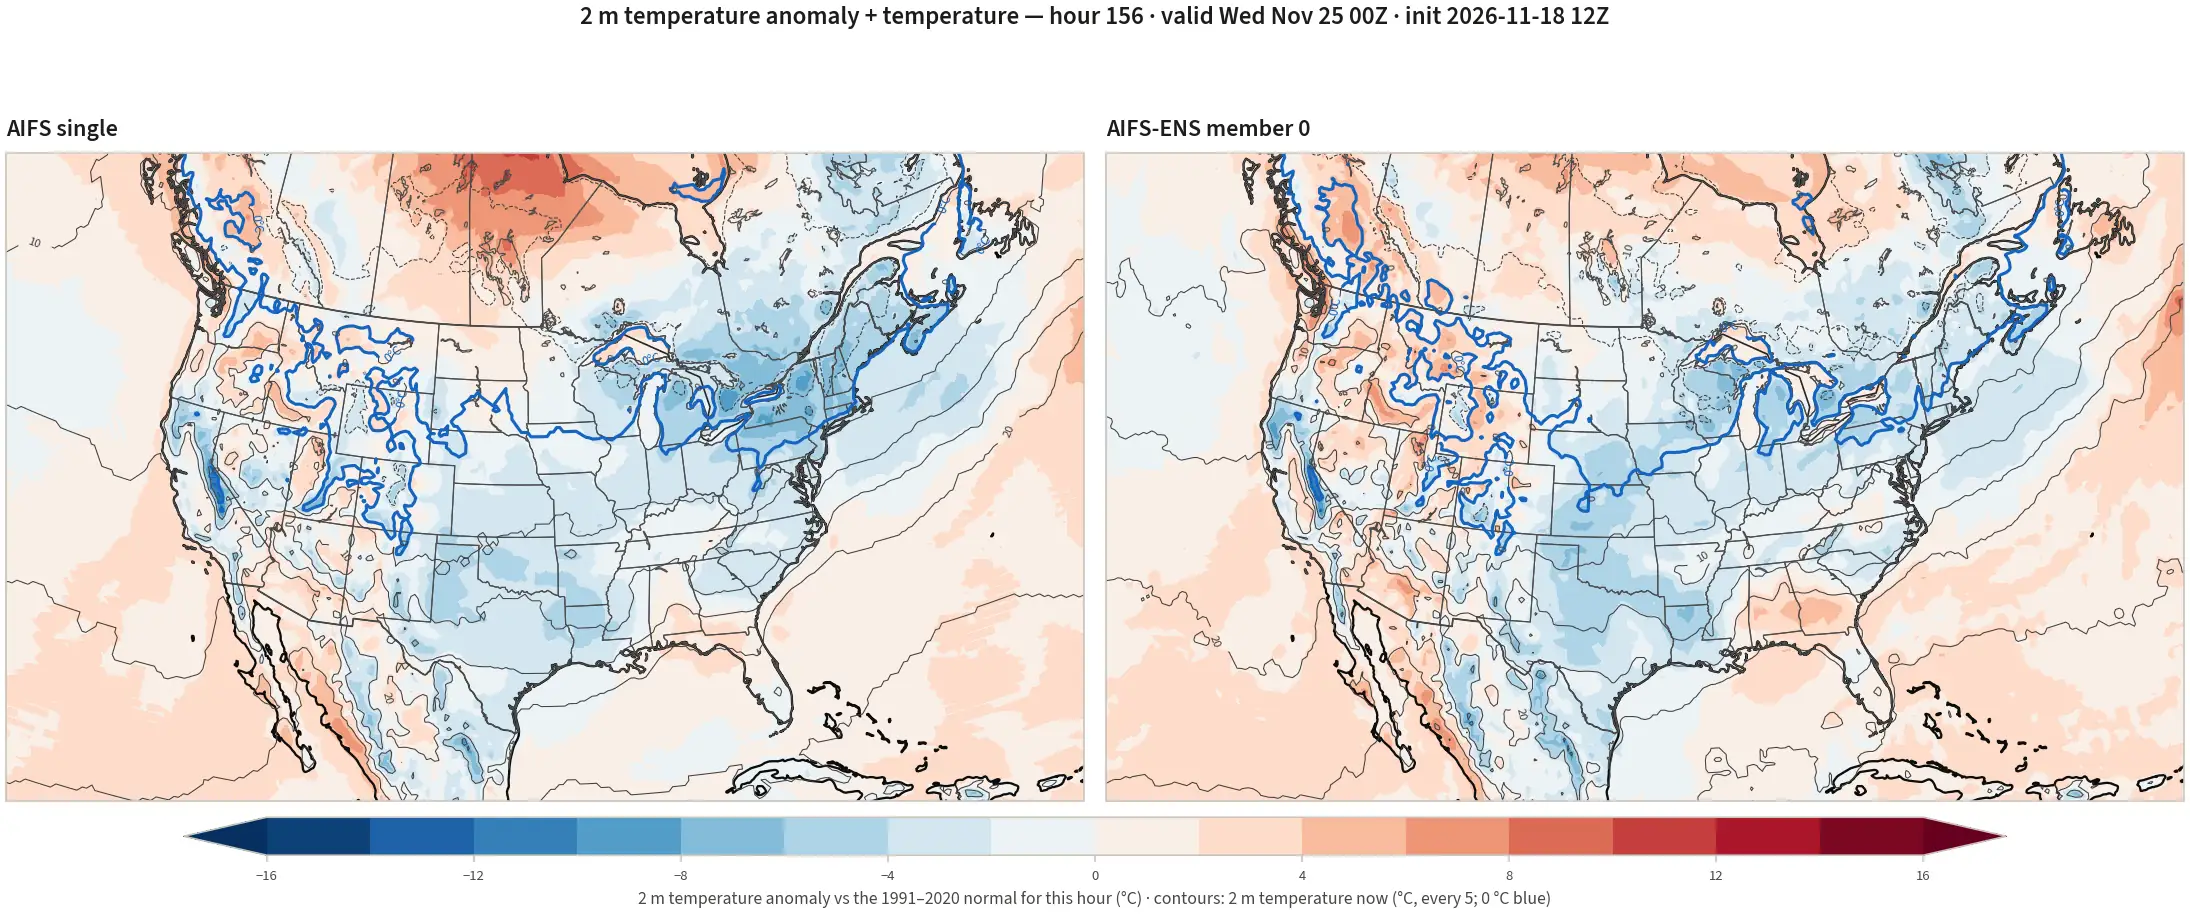 2 m temperature anomaly + temperature — hour 156 · valid Wed Nov 25 00Z · init 2026-11-18 12Z
AIFS single
AIFS-ENS member 0
10
20
10
−16 −12 −8 −4 0 4 8 12 16
2 m temperature anomaly vs the 1991–2020 normal for this hour (°C) · contours: 2 m temperature now (°C, every 5; 0 °C blue)